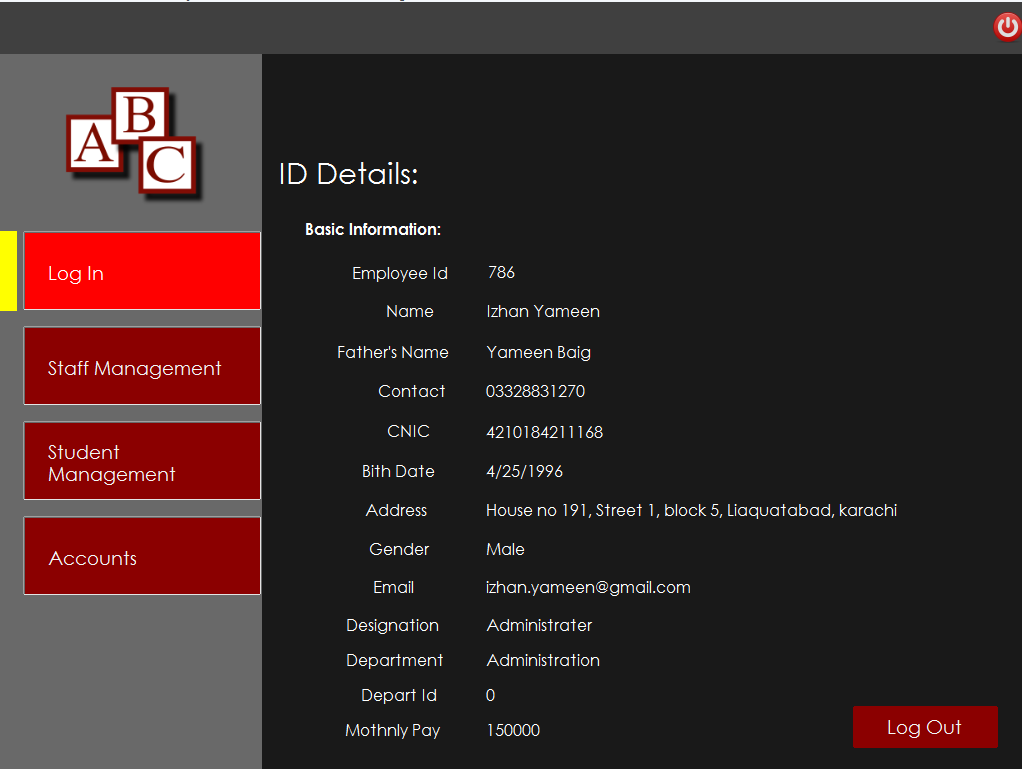 A
B
C
ID Details:
Basic Information:
Log In
Staff Management
Student
Management
Accounts
Employee Id 786
Name Izhan Yameen
Father's Name Yameen Baig
Contact 03328831270
CNIC 4210184211168
Bith Date 4/25/1996
Address House no 191, Street 1, block 5, Liaquatabad, karachi
Gender Male
Email izhan.yameen@gmail.com
Designation Administrater
Department Administration
Depart Id 0
Mothnly Pay 150000
Log Out